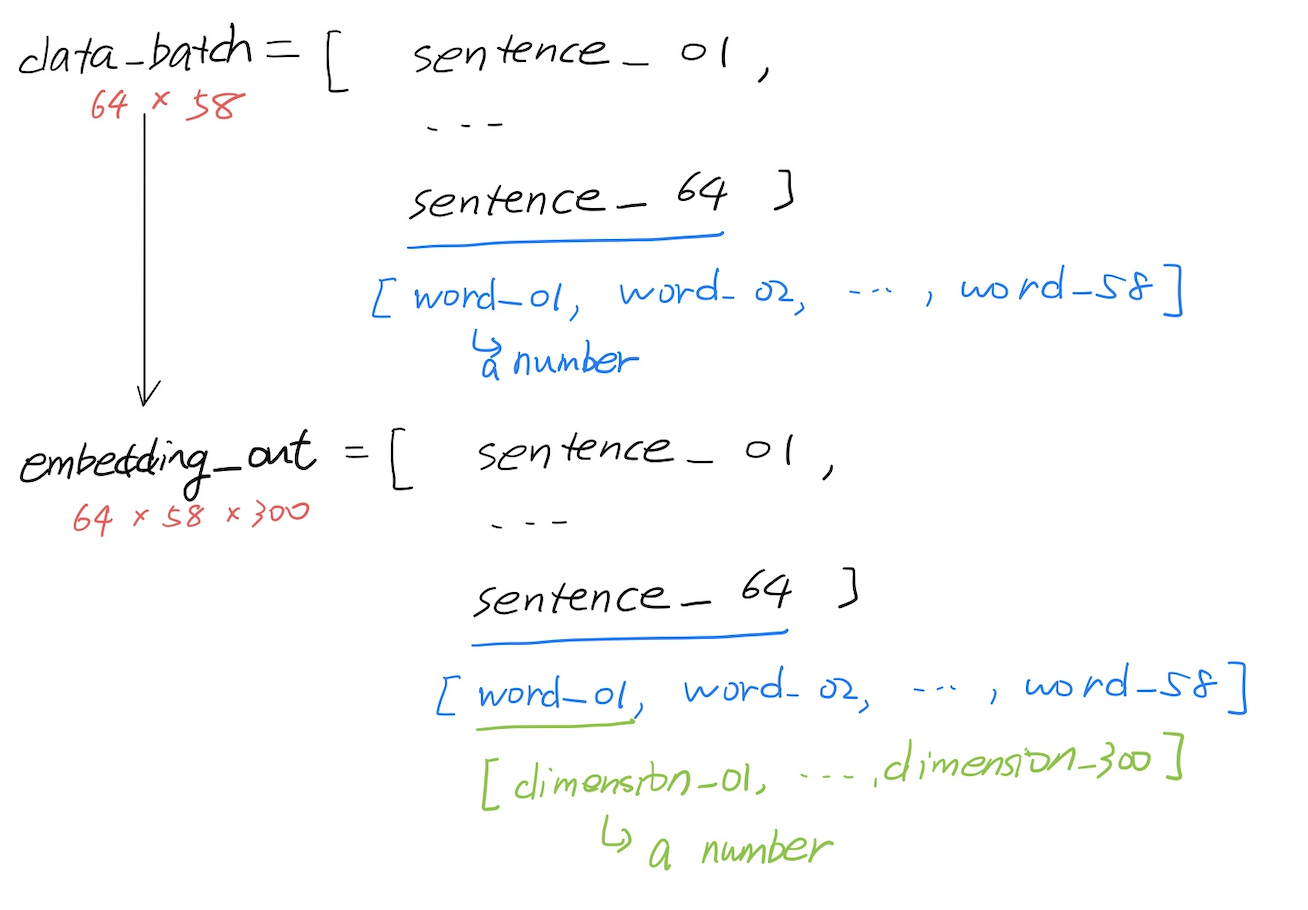 data_batch = [ sentence_01,
64 × 58
...
sentence_64 ]
[ word_01, word_02, ..., word_58 ]
↳ a number
embedding_out = [ sentence_01,
64 × 58 × 300
...
sentence_64 ]
[ word_01, word_02, ..., word_58 ]
[ dimension_01, ...., dimension_300 ]
↳ a number